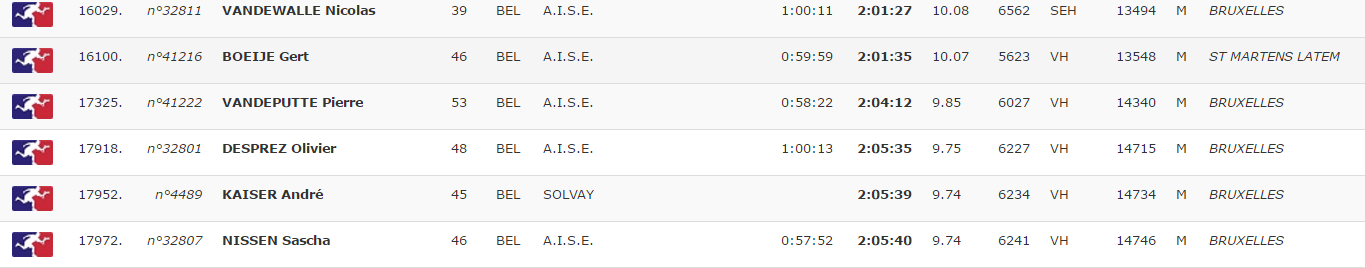 16029. n°32811 VANDEWALLE Nicolas 39 BEL A.I.S.E. 1:00:11 2:01:27 10.08 6562 SEH 13494 M BRUXELLES
16100. n°41216 BOEIJE Gert 46 BEL A.I.S.E. 0:59:59 2:01:35 10.07 5623 VH 13548 M ST MARTENS LATEM
17325. n°41222 VANDEPUTTE Pierre 53 BEL A.I.S.E. 0:58:22 2:04:12 9.85 6027 VH 14340 M BRUXELLES
17918. n°32801 DESPREZ Olivier 48 BEL A.I.S.E. 1:00:13 2:05:35 9.75 6227 VH 14715 M BRUXELLES
17952. n°4489 KAISER André 45 BEL SOLVAY 2:05:39 9.74 6234 VH 14734 M BRUXELLES
17972. n°32807 NISSEN Sascha 46 BEL A.I.S.E. 0:57:52 2:05:40 9.74 6241 VH 14746 M BRUXELLES